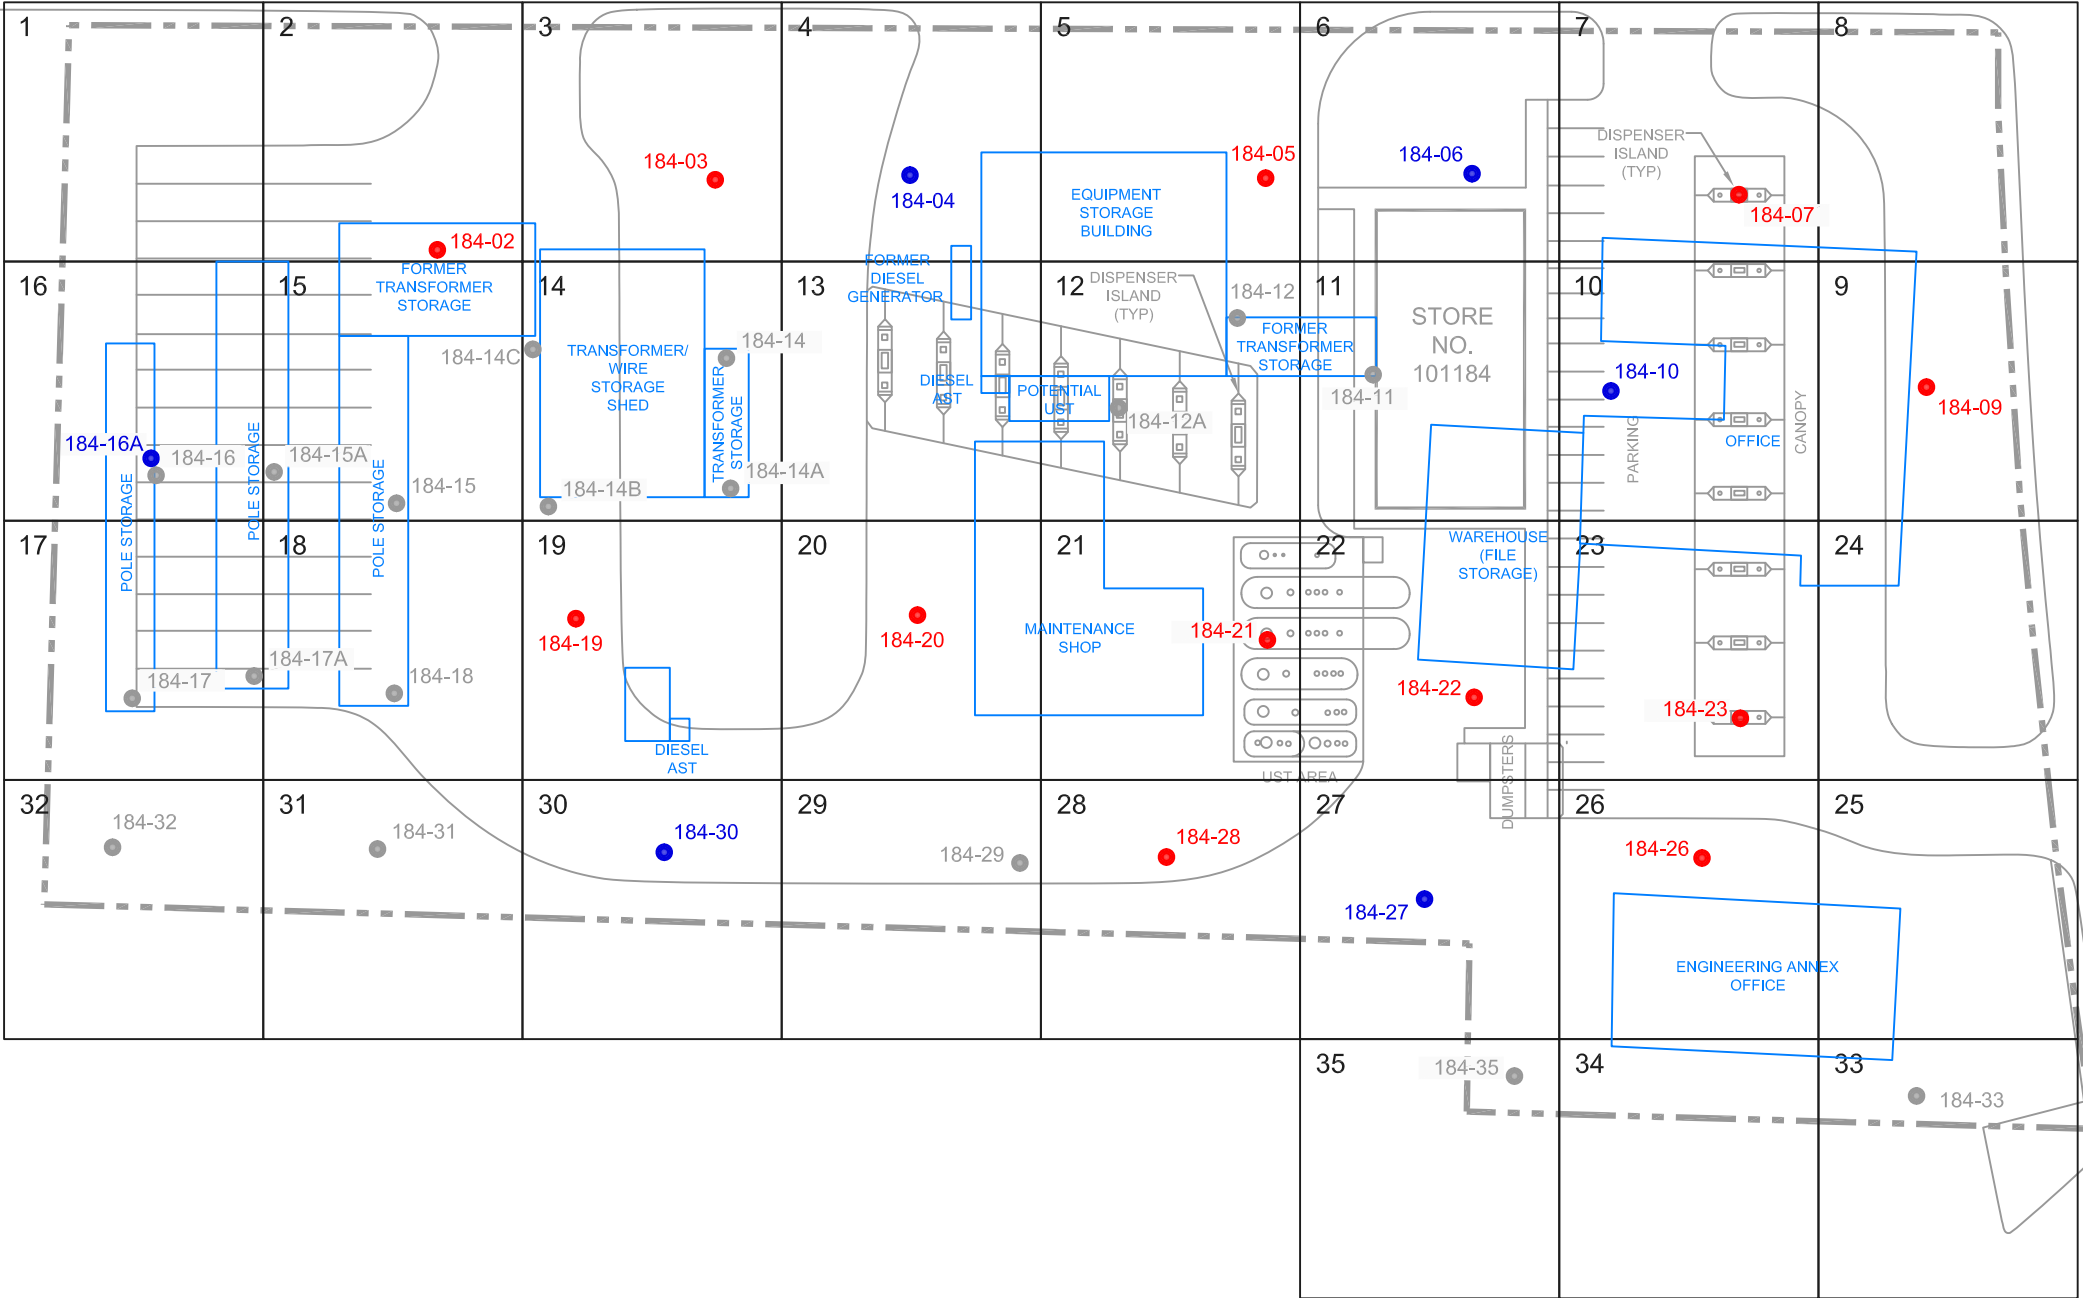 1
2
3
4
5
6
7
8
184-03
184-04
184-05
184-06
DISPENSER
ISLAND
(TYP)
184-07
EQUIPMENT
STORAGE
BUILDING
184-02
16
15
14
13
12
11
10
9
FORMER
TRANSFORMER
STORAGE
FORMER
DIESEL
GENERATOR
DISPENSER
ISLAND
(TYP)
184-12
FORMER
TRANSFORMER
STORAGE
STORE
NO.
101184
184-14C
TRANSFORMER/
WIRE
STORAGE
SHED
184-14
TRANSFORMER
STORAGE
DIESEL
AST
POTENTIAL
UST
184-12A
184-11
184-10
184-09
184-16A
184-16
184-15A
184-15
184-14B
184-14A
POLE STORAGE
POLE STORAGE
POLE STORAGE
PARKING
OFFICE
CANOPY
17
18
19
20
21
22
23
24
WAREHOUSE
(FILE
STORAGE)
184-19
184-20
MAINTENANCE
SHOP
184-21
184-17
184-17A
184-18
184-22
184-23
DIESEL
AST
UST AREA
DUMPSTERS
32
31
30
29
28
27
26
25
184-32
184-31
184-30
184-29
184-28
184-27
184-26
ENGINEERING ANNEX
OFFICE
35
34
33
184-35
184-33